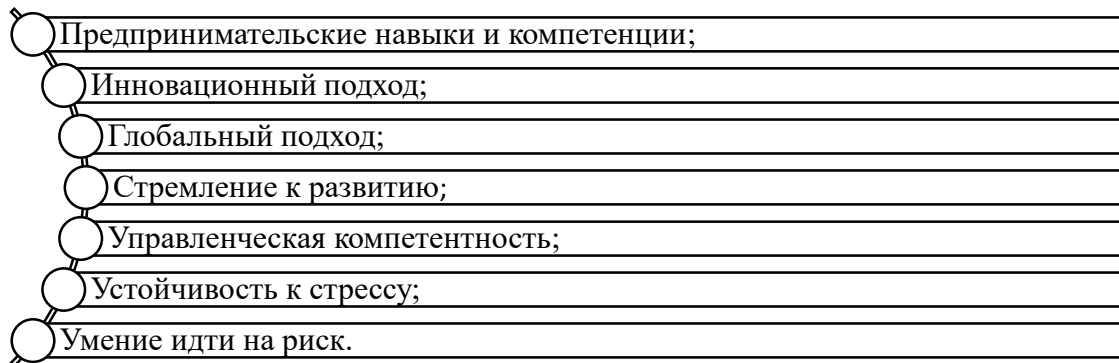 Предпринимательские навыки и компетенции;
Инновационный подход;
Глобальный подход;
Стремление к развитию;
Управленческая компетентность;
Устойчивость к стрессу;
Умение идти на риск.